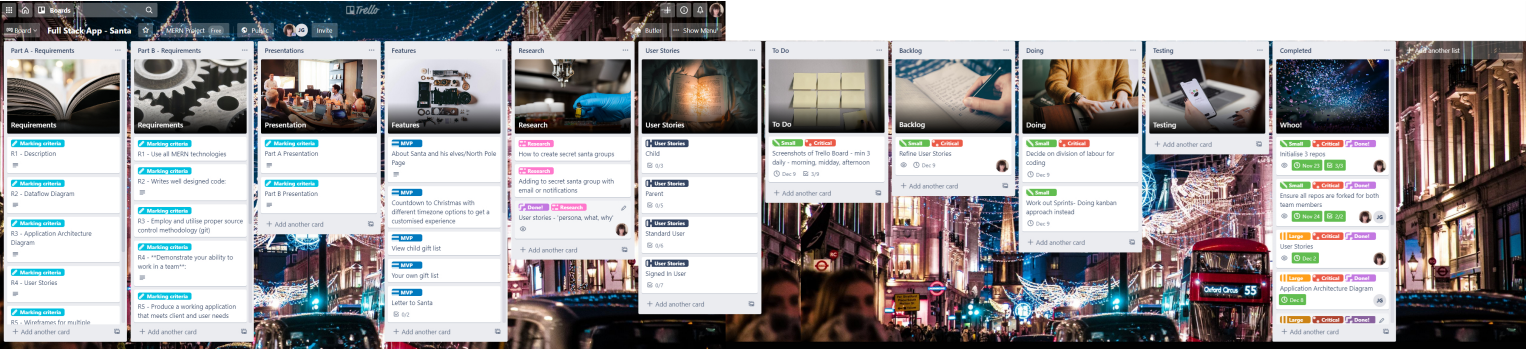 Boards
Trello
Board
Full Stack App - Santa
MERN Project
Free
Public
JG
Invite
Butler
Show Menu
Part A - Requirements
Requirements
Marking criteria
R1 - Description
Marking criteria
R2 - Dataflow Diagram
Marking criteria
R3 - Application Architecture
Diagram
Marking criteria
R4 - User Stories
Marking criteria
R5 - Wireframes for multiple
+ Add another card
Part B - Requirements
Requirements
Marking criteria
R1 - Use all MERN technologies
Marking criteria
R2 - Writes well designed code:
Marking criteria
R3 - Employ and utilise proper source
control methodology (git)
Marking criteria
R4 - **Demonstrate your ability to
work in a team**:
Marking criteria
R5 - Produce a working application
that meets client and user needs
+ Add another card
Presentations
Presentation
Marking criteria
Part A Presentation
Marking criteria
Part B Presentation
+ Add another card
Features
Features
MVP
About Santa and his elves/North Pole
Page
MVP
Countdown to Christmas with
different timezone options to get a
customised experience
MVP
View child gift list
MVP
Your own gift list
MVP
Letter to Santa
0/2
+ Add another card
Research
Research
Research
How to create secret santa groups
Research
Adding to secret santa group with
email or notifications
Done! Research
User stories - 'persona, what, why'
+ Add another card
User Stories
User Stories
User Stories
Child
0/3
User Stories
Parent
0/5
User Stories
Standard User
0/6
User Stories
Signed In User
0/7
+ Add another card
To Do
To Do
Small Critical
Screenshots of Trello Board - min 3
daily - morning, midday, afternoon
Dec 9
3/9
+ Add another card
Backlog
Backlog
Small Critical
Refine User Stories
Dec 9
+ Add another card
Doing
Doing
Small Critical
Decide on division of labour for
coding
Dec 9
Small
Work out Sprints- Doing kanban
approach instead
Dec 9
+ Add another card
Testing
Testing
+ Add another card
Completed
Whoo!
Small Critical Done!
Initialise 3 repos
Nov 25 3/3
Small Critical Done!
Ensure all repos are forked for both
team members
Nov 24 2/2
JG
Large Critical Done!
User Stories
Dec 2
Large Critical Done!
Application Architecture Diagram
Dec 8
JG
Large Critical Done!
+ Add another card
+ Add another list
Oxford Circus 55